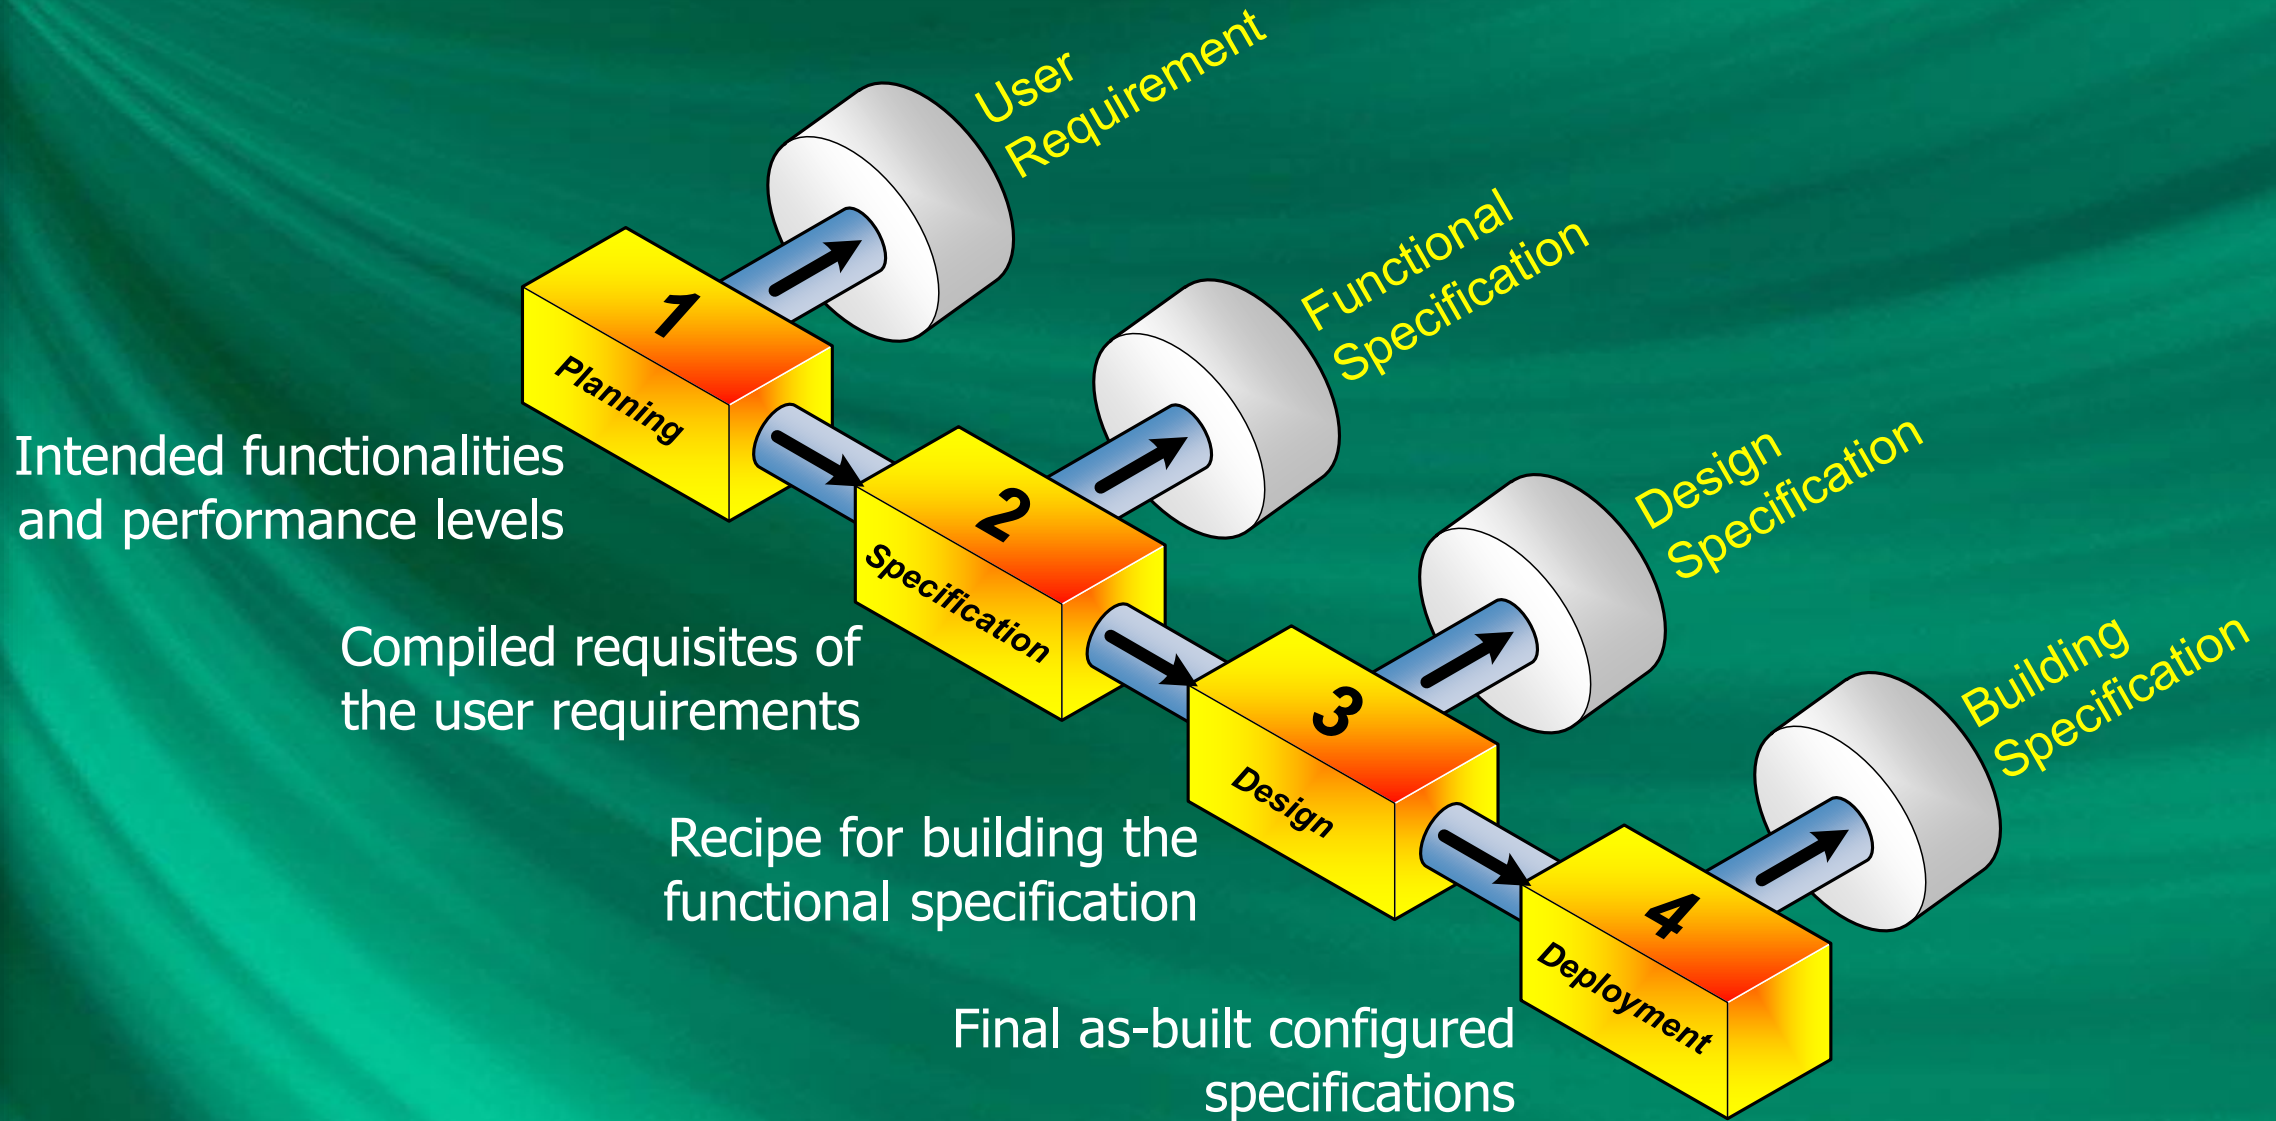 User
Requirement
1
Planning
Intended functionalities
and performance levels
Functional
Specification
2
Specification
Compiled requisites of
the user requirements
Design
Specification
3
Design
Recipe for building the
functional specification
Building
Specification
4
Deployment
Final as-built configured
specifications